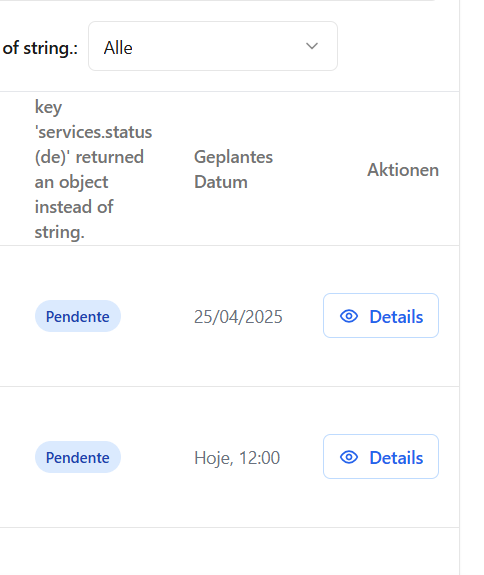 of string.:
Alle
key
'services.status
(de)' returned
an object
instead of
string.
Geplantes
Datum
Aktionen
Pendente
25/04/2025
Details
Pendente
Hoje, 12:00
Details